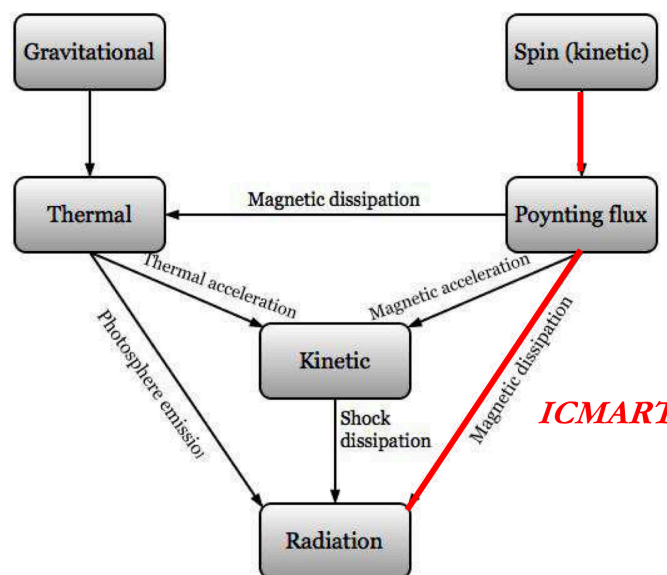 Gravitational
Spin (kinetic)
Thermal
Magnetic dissipation
Poynting flux
Thermal acceleration
Magnetic acceleration
Photosphere emission
Kinetic
Magnetic dissipation
Shock
dissipation
ICMART
Radiation